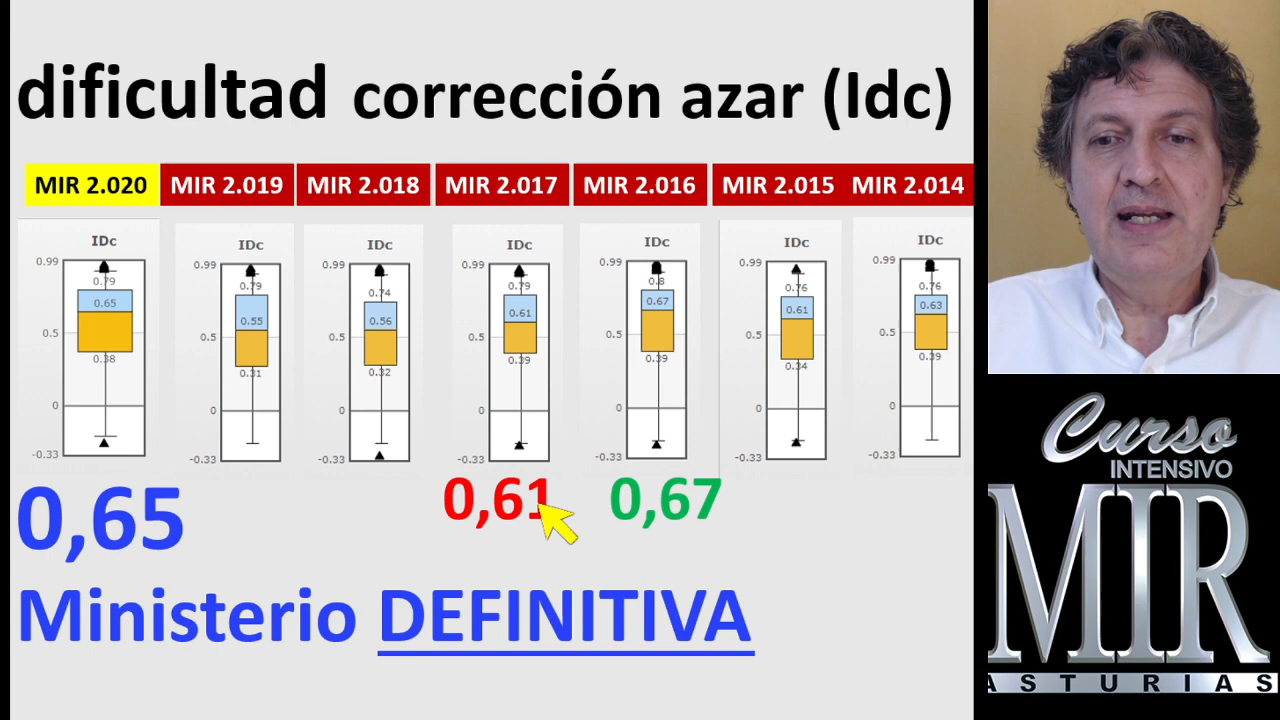 dificultad corrección azar (Idc)
MIR 2.020 MIR 2.019 MIR 2.018 MIR 2.017 MIR 2.016 MIR 2.015 MIR 2.014
IDc IDc IDc IDc IDc IDc IDc
0.99 0.99 0.99 0.99 0.99 0.99 0.99
0.79 0.79 0.74 0.79 0.8 0.76 0.76
0.65 0.55 0.56 0.61 0.67 0.61 0.63
0.5 0.5 0.5 0.5 0.5 0.5 0.5
0.38 0.31 0.32 0.39 0.39 0.34 0.39
0 0 0 0 0 0 0
-0.33 -0.33 -0.33 -0.33 -0.33 -0.33 -0.33
0,65 0,61 0,67
Ministerio DEFINITIVA
Curso
INTENSIVO
MIR
ASTURIAS